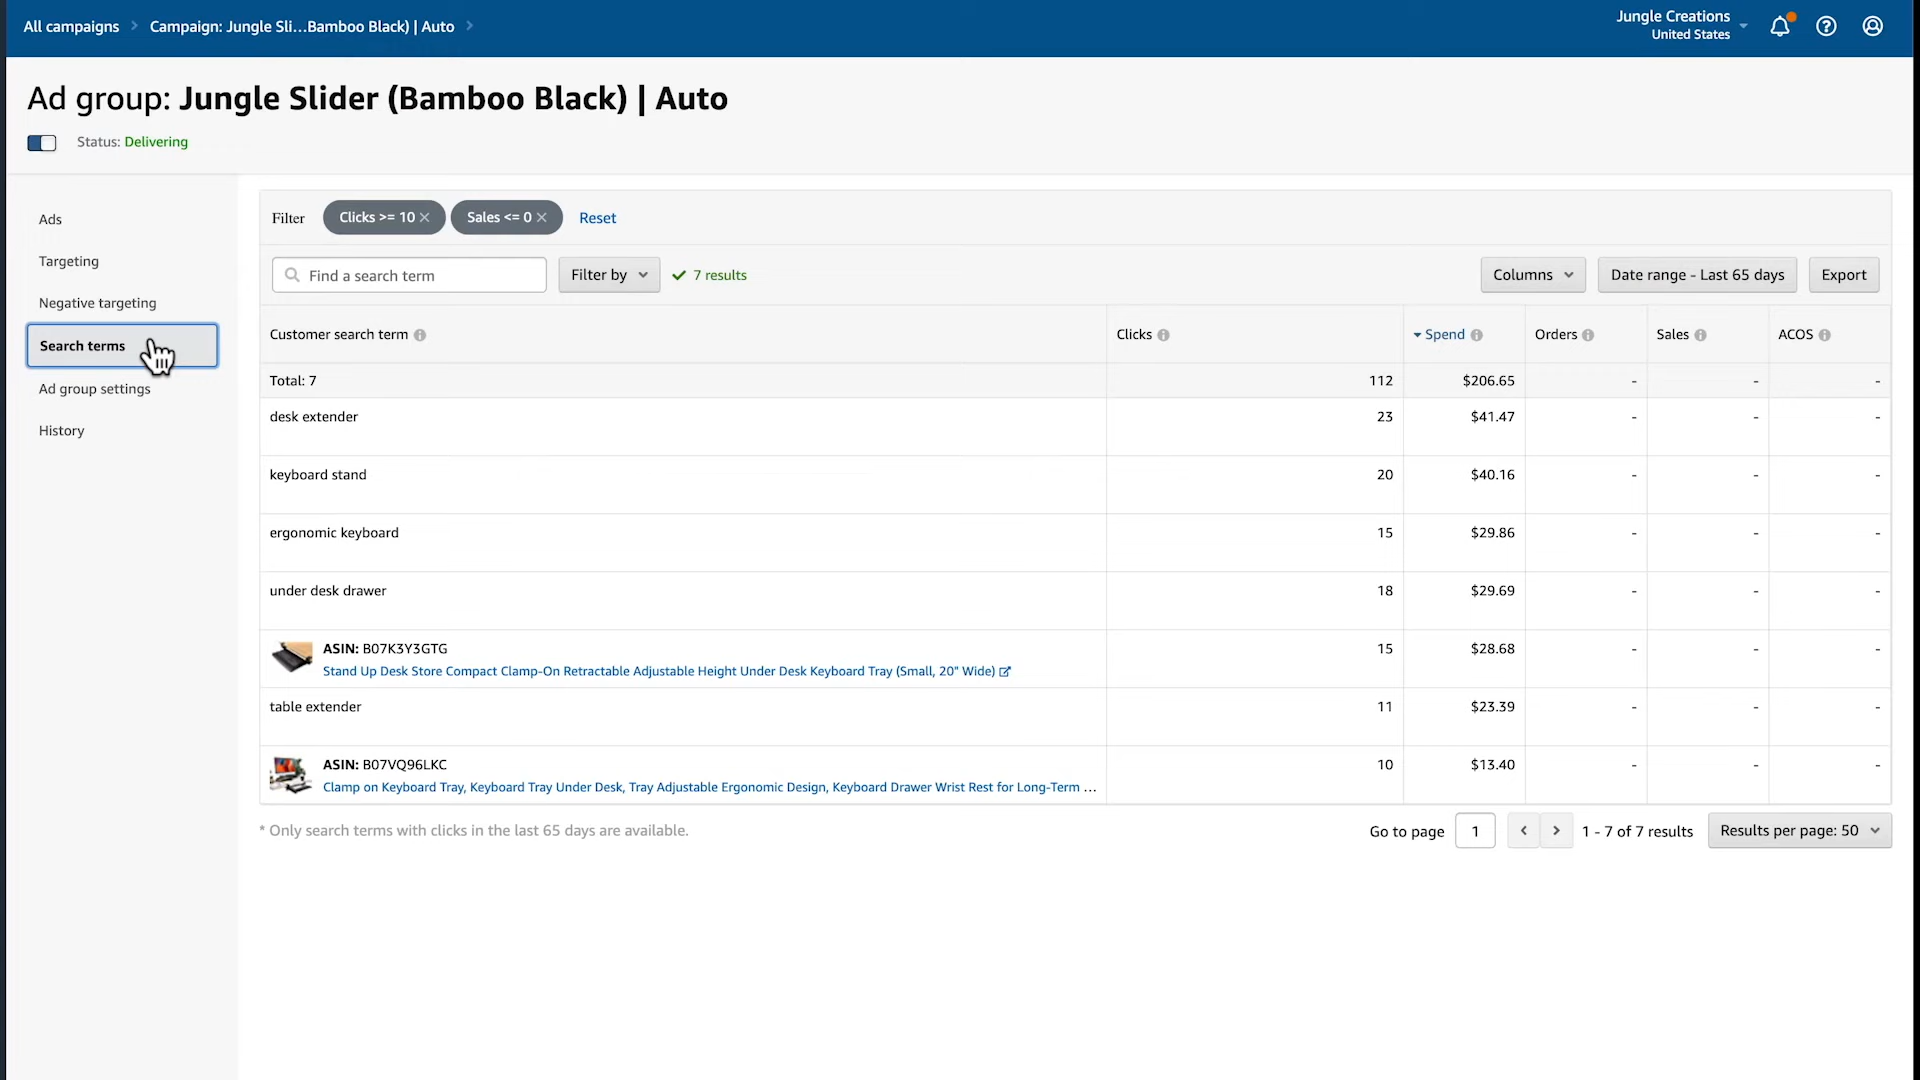 All campaigns
Campaign: Jungle Sli...Bamboo Black) | Auto
Jungle Creations
United States
Ad group: Jungle Slider (Bamboo Black) | Auto
Status: Delivering
Ads
Targeting
Negative targeting
Search terms
Ad group settings
History
Filter
Clicks >= 10
Sales <= 0
Reset
Find a search term
Filter by
7 results
Columns
Date range - Last 65 days
Export
Customer search term Clicks Spend Orders Sales ACOS
Total: 7 112 $206.65 - - -
desk extender 23 $41.47 - - -
keyboard stand 20 $40.16 - - -
ergonomic keyboard 15 $29.86 - - -
under desk drawer 18 $29.69 - - -
ASIN: B07K3Y3GTG 15 $28.68 - - -
Stand Up Desk Store Compact Clamp-On Retractable Adjustable Height Under Desk Keyboard Tray (Small, 20" Wide)
table extender 11 $23.39 - - -
ASIN: B07VQ96LKC 10 $13.40 - - -
Clamp on Keyboard Tray, Keyboard Tray Under Desk, Tray Adjustable Ergonomic Design, Keyboard Drawer Wrist Rest for Long-Term ...
* Only search terms with clicks in the last 65 days are available.
Go to page 1
1 - 7 of 7 results
Results per page: 50